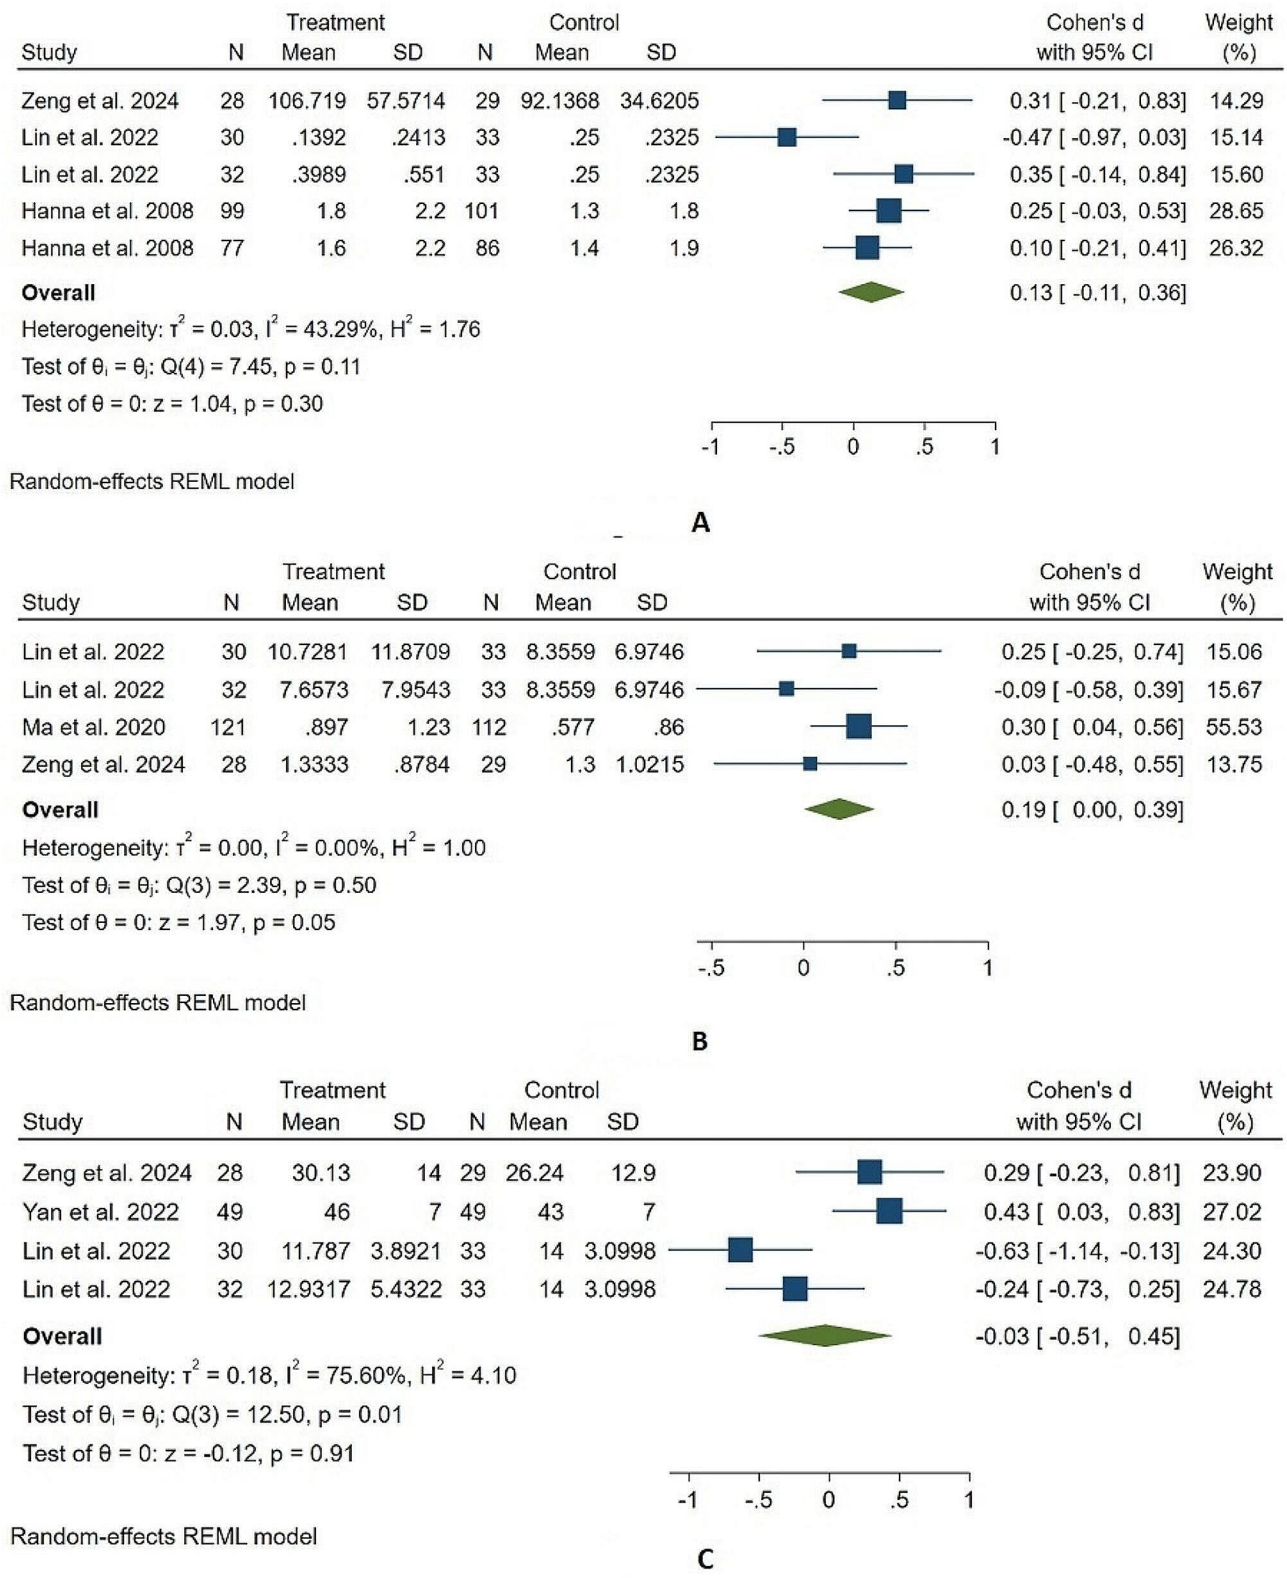 Treatment Control Cohen's d Weight
Study N Mean SD N Mean SD with 95% CI (%)
Zeng et al. 2024 28 106.719 57.5714 29 92.1368 34.6205 0.31 [ -0.21, 0.83] 14.29
Lin et al. 2022 30 .1392 .2413 33 .25 .2325 -0.47 [ -0.97, 0.03] 15.14
Lin et al. 2022 32 .3989 .551 33 .25 .2325 0.35 [ -0.14, 0.84] 15.60
Hanna et al. 2008 99 1.8 2.2 101 1.3 1.8 0.25 [ -0.03, 0.53] 28.65
Hanna et al. 2008 77 1.6 2.2 86 1.4 1.9 0.10 [ -0.21, 0.41] 26.32
Overall 0.13 [ -0.11, 0.36]
Heterogeneity: τ² = 0.03, I² = 43.29%, H² = 1.76
Test of θᵢ = θⱼ: Q(4) = 7.45, p = 0.11
Test of θ = 0: z = 1.04, p = 0.30
-1 -.5 0 .5 1
Random-effects REML model
A
Treatment Control Cohen's d Weight
Study N Mean SD N Mean SD with 95% CI (%)
Lin et al. 2022 30 10.7281 11.8709 33 8.3559 6.9746 0.25 [ -0.25, 0.74] 15.06
Lin et al. 2022 32 7.6573 7.9543 33 8.3559 6.9746 -0.09 [ -0.58, 0.39] 15.67
Ma et al. 2020 121 .897 1.23 112 .577 .86 0.30 [ 0.04, 0.56] 55.53
Zeng et al. 2024 28 1.3333 .8784 29 1.3 1.0215 0.03 [ -0.48, 0.55] 13.75
Overall 0.19 [ 0.00, 0.39]
Heterogeneity: τ² = 0.00, I² = 0.00%, H² = 1.00
Test of θᵢ = θⱼ: Q(3) = 2.39, p = 0.50
Test of θ = 0: z = 1.97, p = 0.05
-.5 0 .5 1
Random-effects REML model
B
Treatment Control Cohen's d Weight
Study N Mean SD N Mean SD with 95% CI (%)
Zeng et al. 2024 28 30.13 14 29 26.24 12.9 0.29 [ -0.23, 0.81] 23.90
Yan et al. 2022 49 46 7 49 43 7 0.43 [ 0.03, 0.83] 27.02
Lin et al. 2022 30 11.787 3.8921 33 14 3.0998 -0.63 [ -1.14, -0.13] 24.30
Lin et al. 2022 32 12.9317 5.4322 33 14 3.0998 -0.24 [ -0.73, 0.25] 24.78
Overall -0.03 [ -0.51, 0.45]
Heterogeneity: τ² = 0.18, I² = 75.60%, H² = 4.10
Test of θᵢ = θⱼ: Q(3) = 12.50, p = 0.01
Test of θ = 0: z = -0.12, p = 0.91
-1 -.5 0 .5 1
Random-effects REML model
C